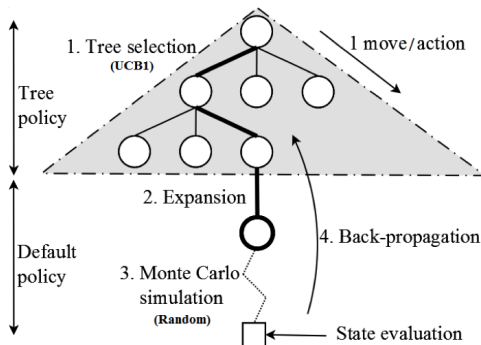 1. Tree selection
(UCB1)
1 move/action
Tree
policy
2. Expansion
4. Back-propagation
Default
policy
3. Monte Carlo
simulation
(Random)
State evaluation